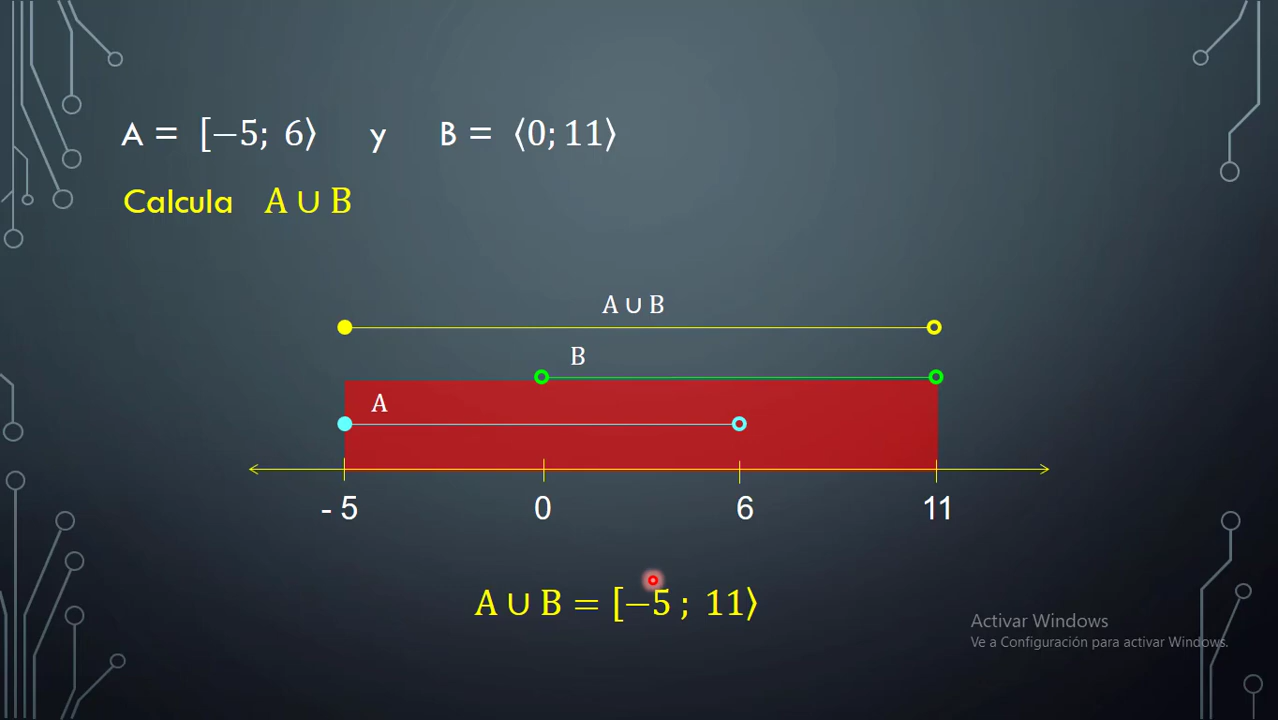 A = [−5; 6⟩ y B = ⟨0; 11⟩
Calcula A ∪ B
A ∪ B
B
A
- 5 0 6 11
A ∪ B = [−5 ; 11⟩
Activar Windows
Ve a Configuración para activar Windows.